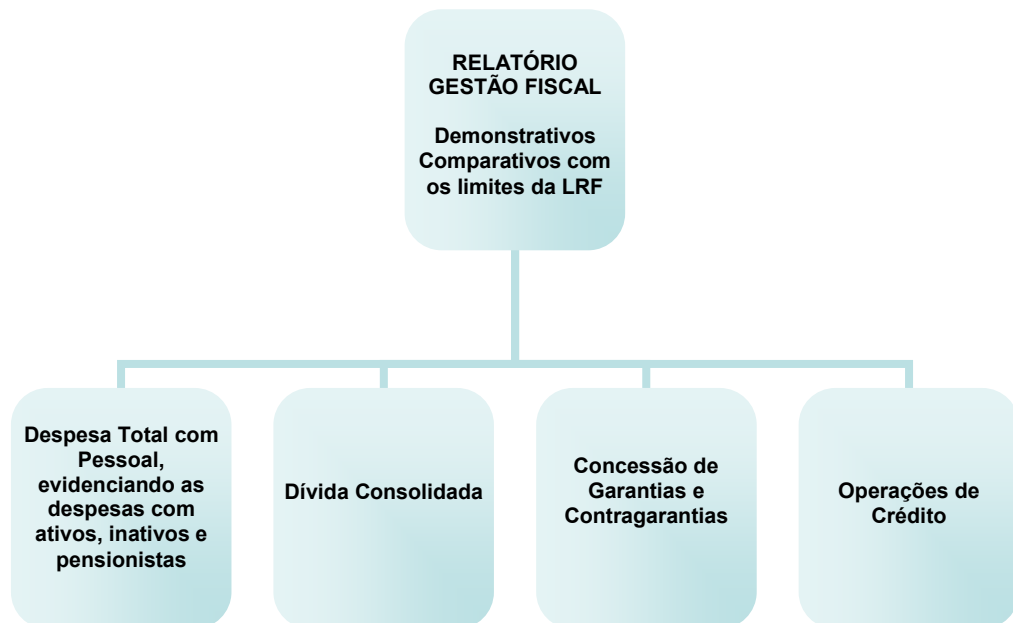 RELATÓRIO
GESTÃO FISCAL
Demonstrativos
Comparativos com
os limites da LRF
Despesa Total com
Pessoal,
evidenciando as
despesas com
ativos, inativos e
pensionistas
Dívida Consolidada
Concessão de
Garantias e
Contragarantias
Operações de
Crédito